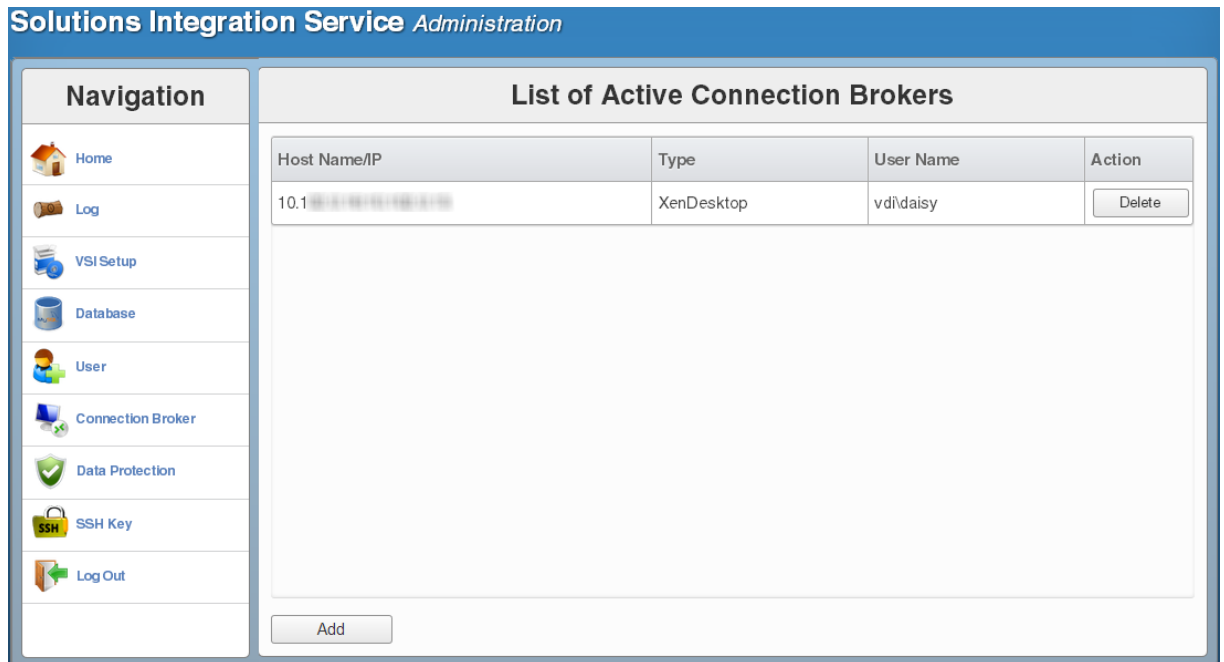 Solutions Integration Service Administration
Navigation
Home
Log
VSI Setup
Database
User
Connection Broker
Data Protection
SSH
SSH Key
Log Out
List of Active Connection Brokers
Host Name/IP Type User Name Action
10.1 XenDesktop vdi\daisy Delete
Add